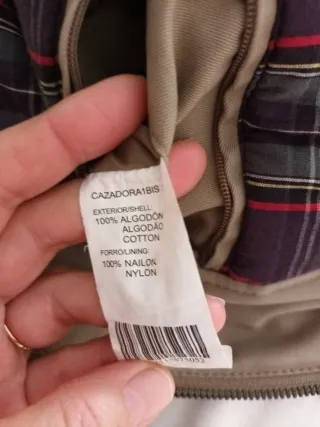 CAZADORA1BIS
EXTERIOR/SHELL:
100% ALGODÓN
ALGODÃO
COTTON
FORRO/LINING:
100% NAILON
NYLON